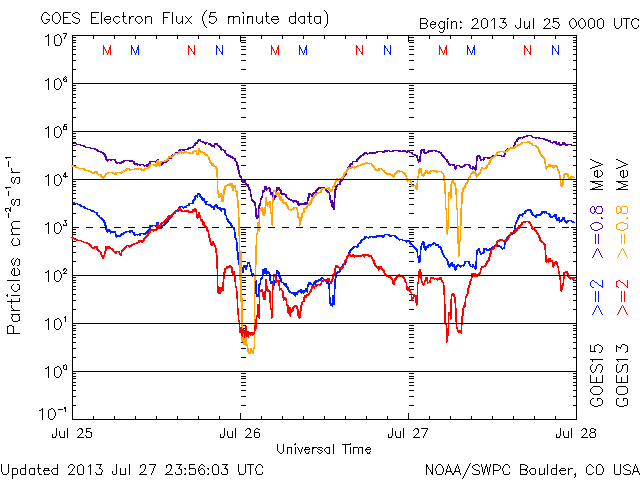 GOES Electron Flux (5 minute data)
Begin: 2013 Jul 25 0000 UTC
10⁷
M M N N M M N N M M N N
10⁶
10⁵
10⁴
10³
10²
10¹
10⁰
10⁻¹
Particles cm⁻²s⁻¹sr⁻¹
Jul 25 Jul 26 Jul 27 Jul 28
Universal Time
GOES15 >=2 >=0.8 MeV
GOES13 >=2 >=0.8 MeV
Updated 2013 Jul 27 23:56:03 UTC
NOAA/SWPC Boulder, CO USA